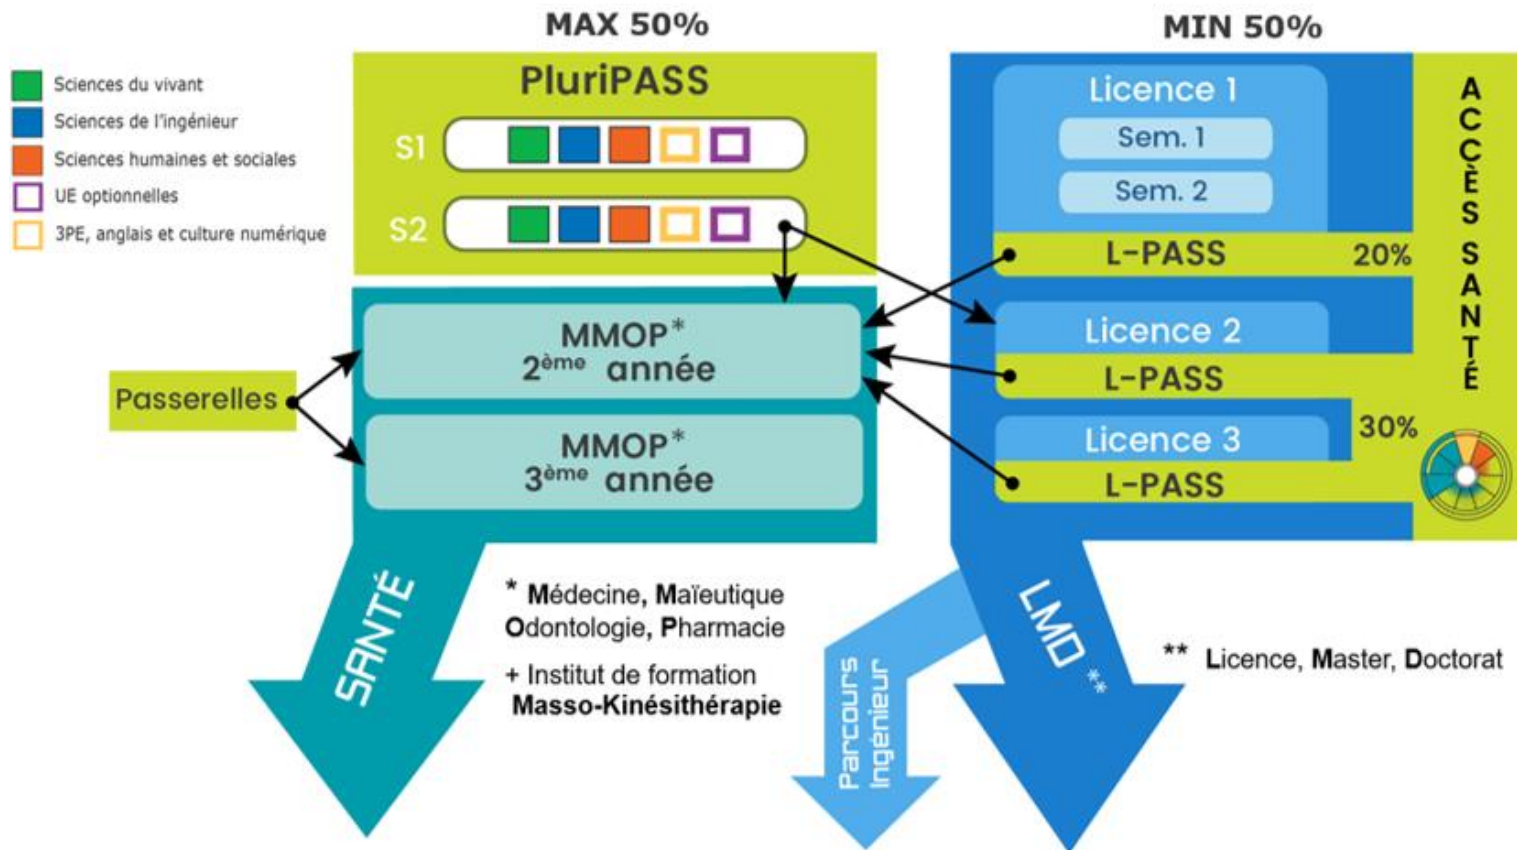 MAX 50%
MIN 50%
Sciences du vivant
Sciences de l'ingénieur
Sciences humaines et sociales
UE optionnelles
3PE, anglais et culture numérique
PluriPASS
S1
S2
Licence 1
Sem. 1
Sem. 2
L-PASS
20%
Licence 2
L-PASS
30%
Licence 3
L-PASS
ACCÈS SANTÉ
MMOP*
2ème année
MMOP*
3ème année
Passerelles
SANTÉ
* Médecine, Maïeutique
Odontologie, Pharmacie
+ Institut de formation
Masso-Kinésithérapie
Parcours
Ingénieur
LMD **
** Licence, Master, Doctorat